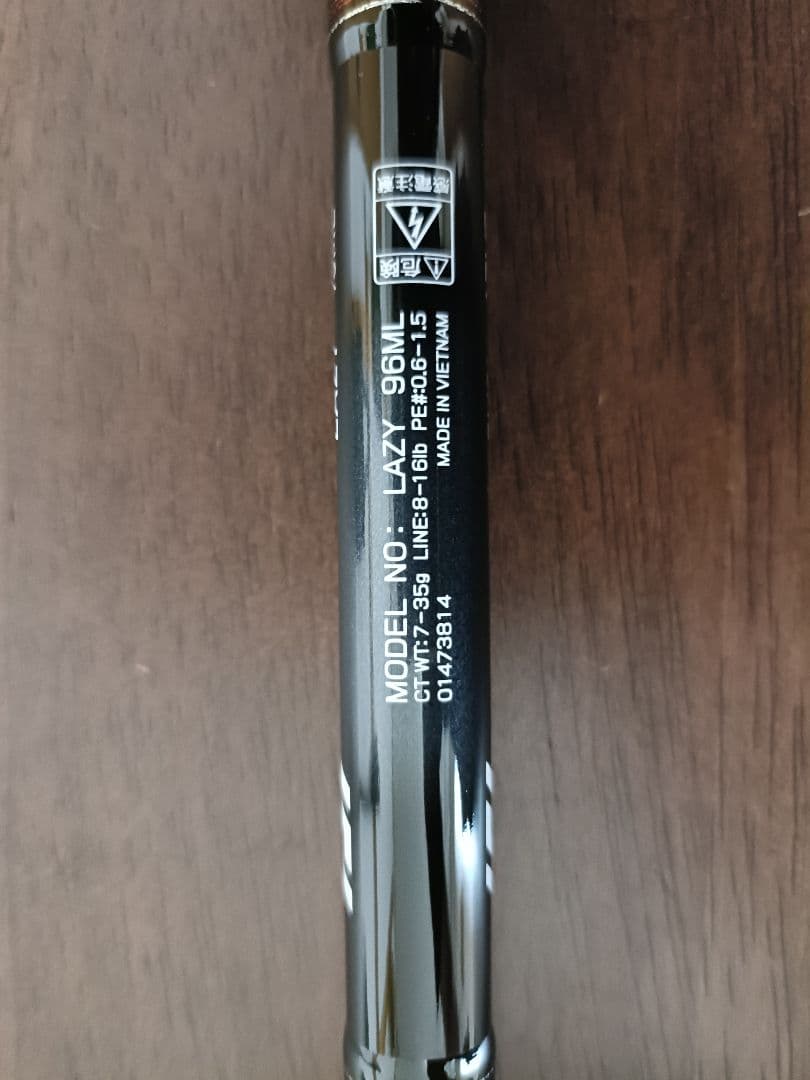 MODEL NO: LAZY 96ML
CT·WT:7-35g LINE:8-16lb PE#:0.6-1.5
01473814 MADE IN VIETNAM
危険
感電注意